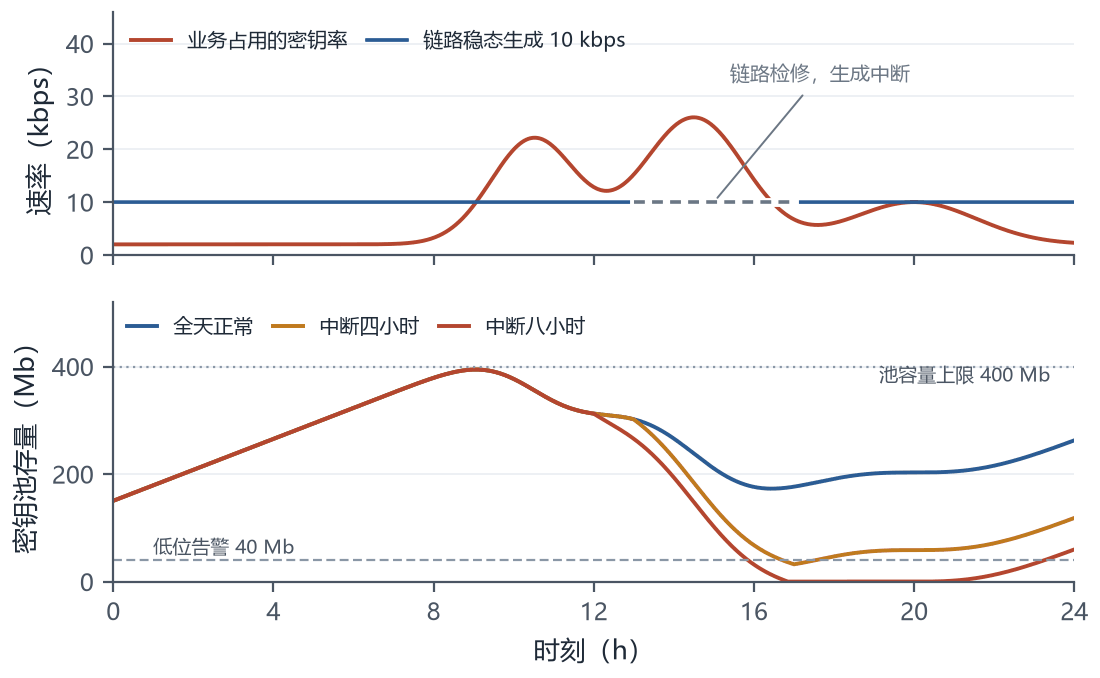 业务占用的密钥率
链路稳态生成 10 kbps
链路检修，生成中断
速率（kbps）
40
30
20
10
0
全天正常
中断四小时
中断八小时
池容量上限 400 Mb
低位告警 40 Mb
密钥池存量（Mb）
400
200
0
0
4
8
12
16
20
24
时刻（h）